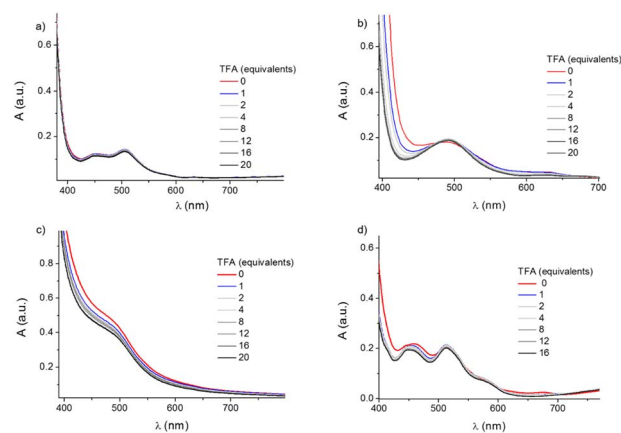 a)
TFA (equivalents)
0
1
2
4
8
12
16
20
A (a.u.)
0.6
0.4
0.2
400 500 600 700
λ (nm)
b)
TFA (equivalents)
0
1
2
4
8
12
16
20
A (a.u.)
0.6
0.4
0.2
400 500 600 700
λ (nm)
c)
TFA (equivalents)
0
1
2
4
8
12
16
20
A (a.u.)
0.8
0.6
0.4
0.2
400 500 600 700
λ (nm)
d)
TFA (equivalents)
0
1
2
4
8
12
16
A (a.u.)
0.6
0.4
0.2
0.0
400 500 600 700
λ (nm)